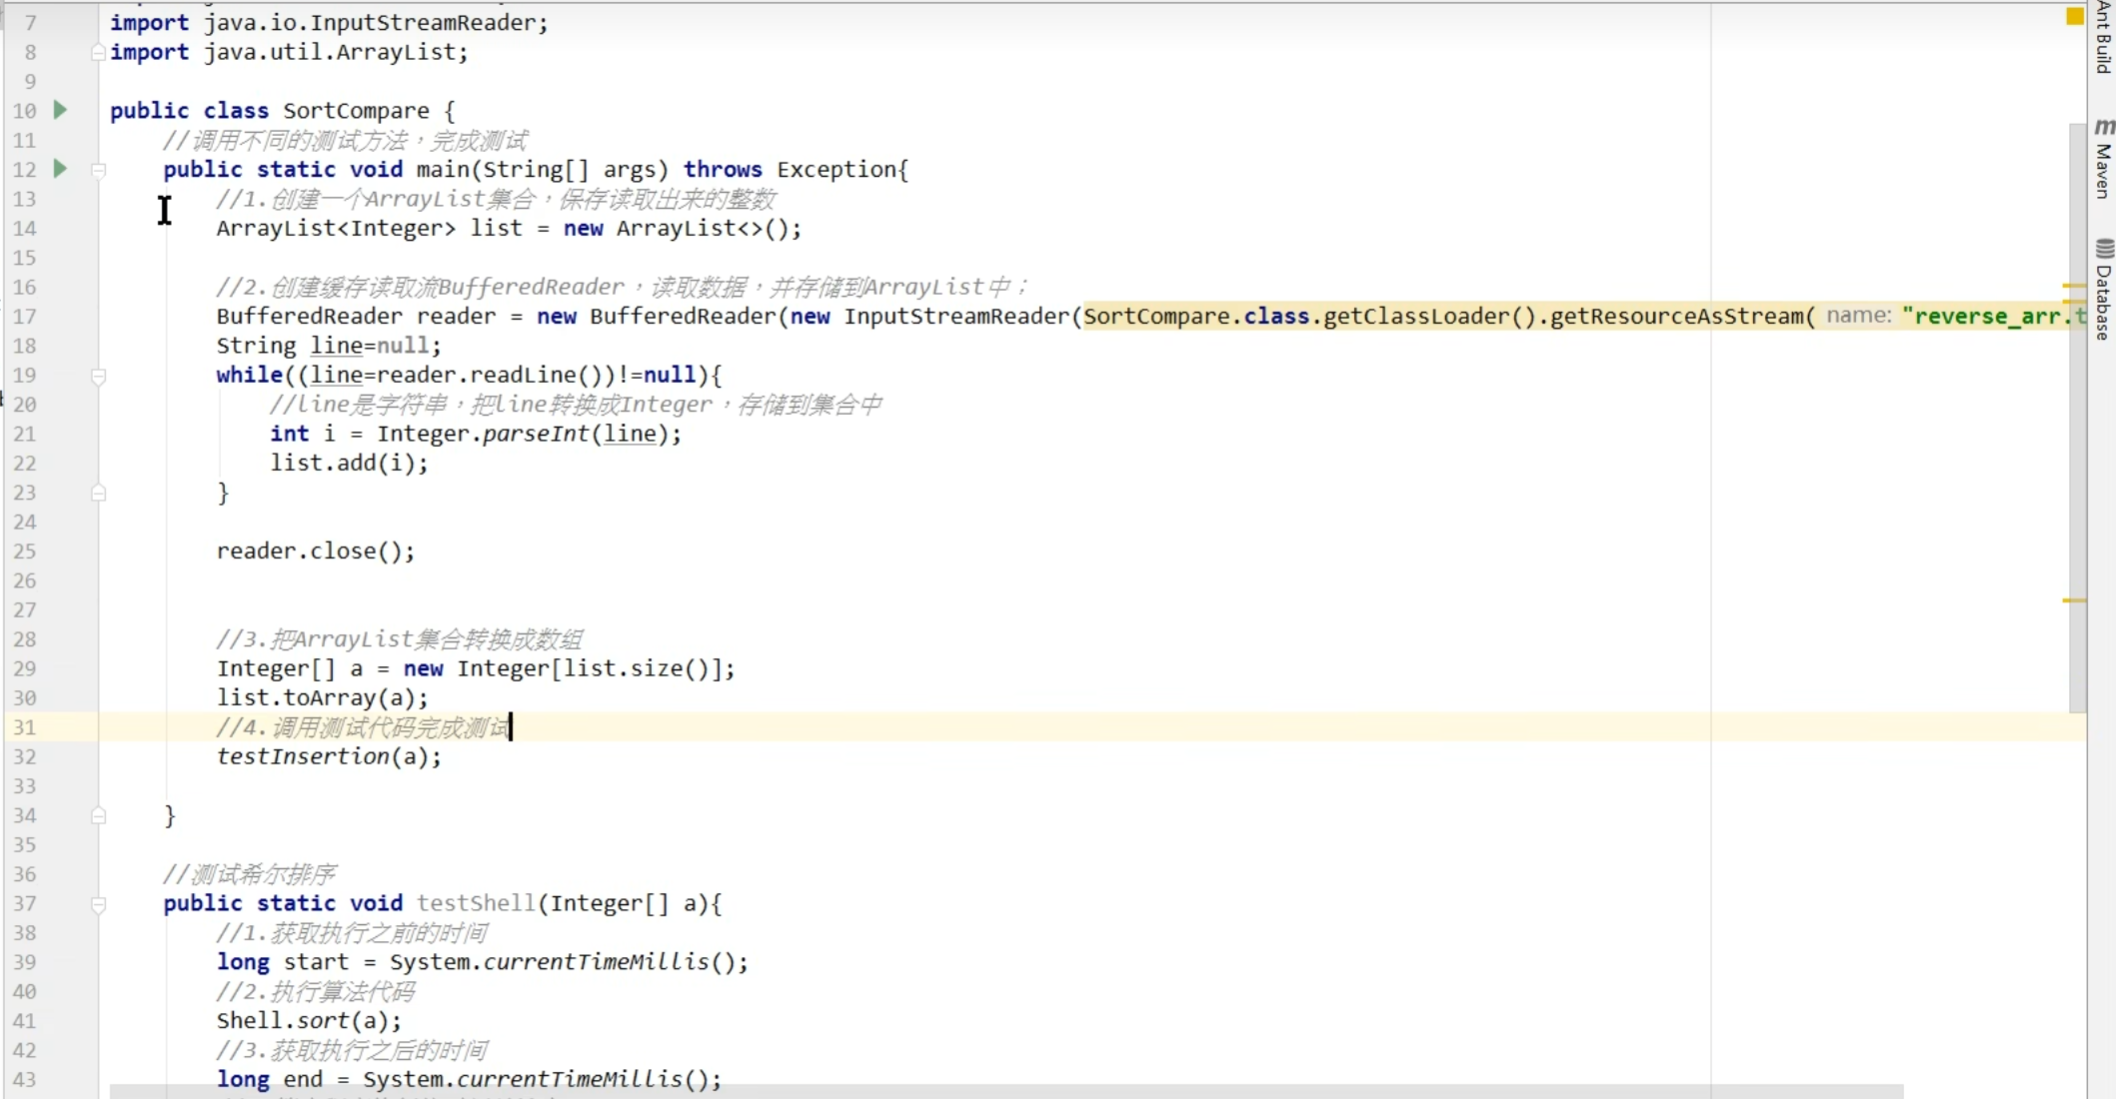 7 import java.io.InputStreamReader;
8 import java.util.ArrayList;
9
10 public class SortCompare {
11 //调用不同的测试方法，完成测试
12 public static void main(String[] args) throws Exception{
13 //1.创建一个ArrayList集合，保存读取出来的整数
14 ArrayList<Integer> list = new ArrayList<>();
15
16 //2.创建缓存读取流BufferedReader，读取数据，并存储到ArrayList中；
17 BufferedReader reader = new BufferedReader(new InputStreamReader(SortCompare.class.getClassLoader().getResourceAsStream( name: "reverse_arr.t
18 String line=null;
19 while((line=reader.readLine())!=null){
20 //line是字符串，把line转换成Integer，存储到集合中
21 int i = Integer.parseInt(line);
22 list.add(i);
23 }
24
25 reader.close();
26
27
28 //3.把ArrayList集合转换成数组
29 Integer[] a = new Integer[list.size()];
30 list.toArray(a);
31 //4.调用测试代码完成测试
32 testInsertion(a);
33
34 }
35
36 //测试希尔排序
37 public static void testShell(Integer[] a){
38 //1.获取执行之前的时间
39 long start = System.currentTimeMillis();
40 //2.执行算法代码
41 Shell.sort(a);
42 //3.获取执行之后的时间
43 long end = System.currentTimeMillis();
Ant Build
m Maven
Database